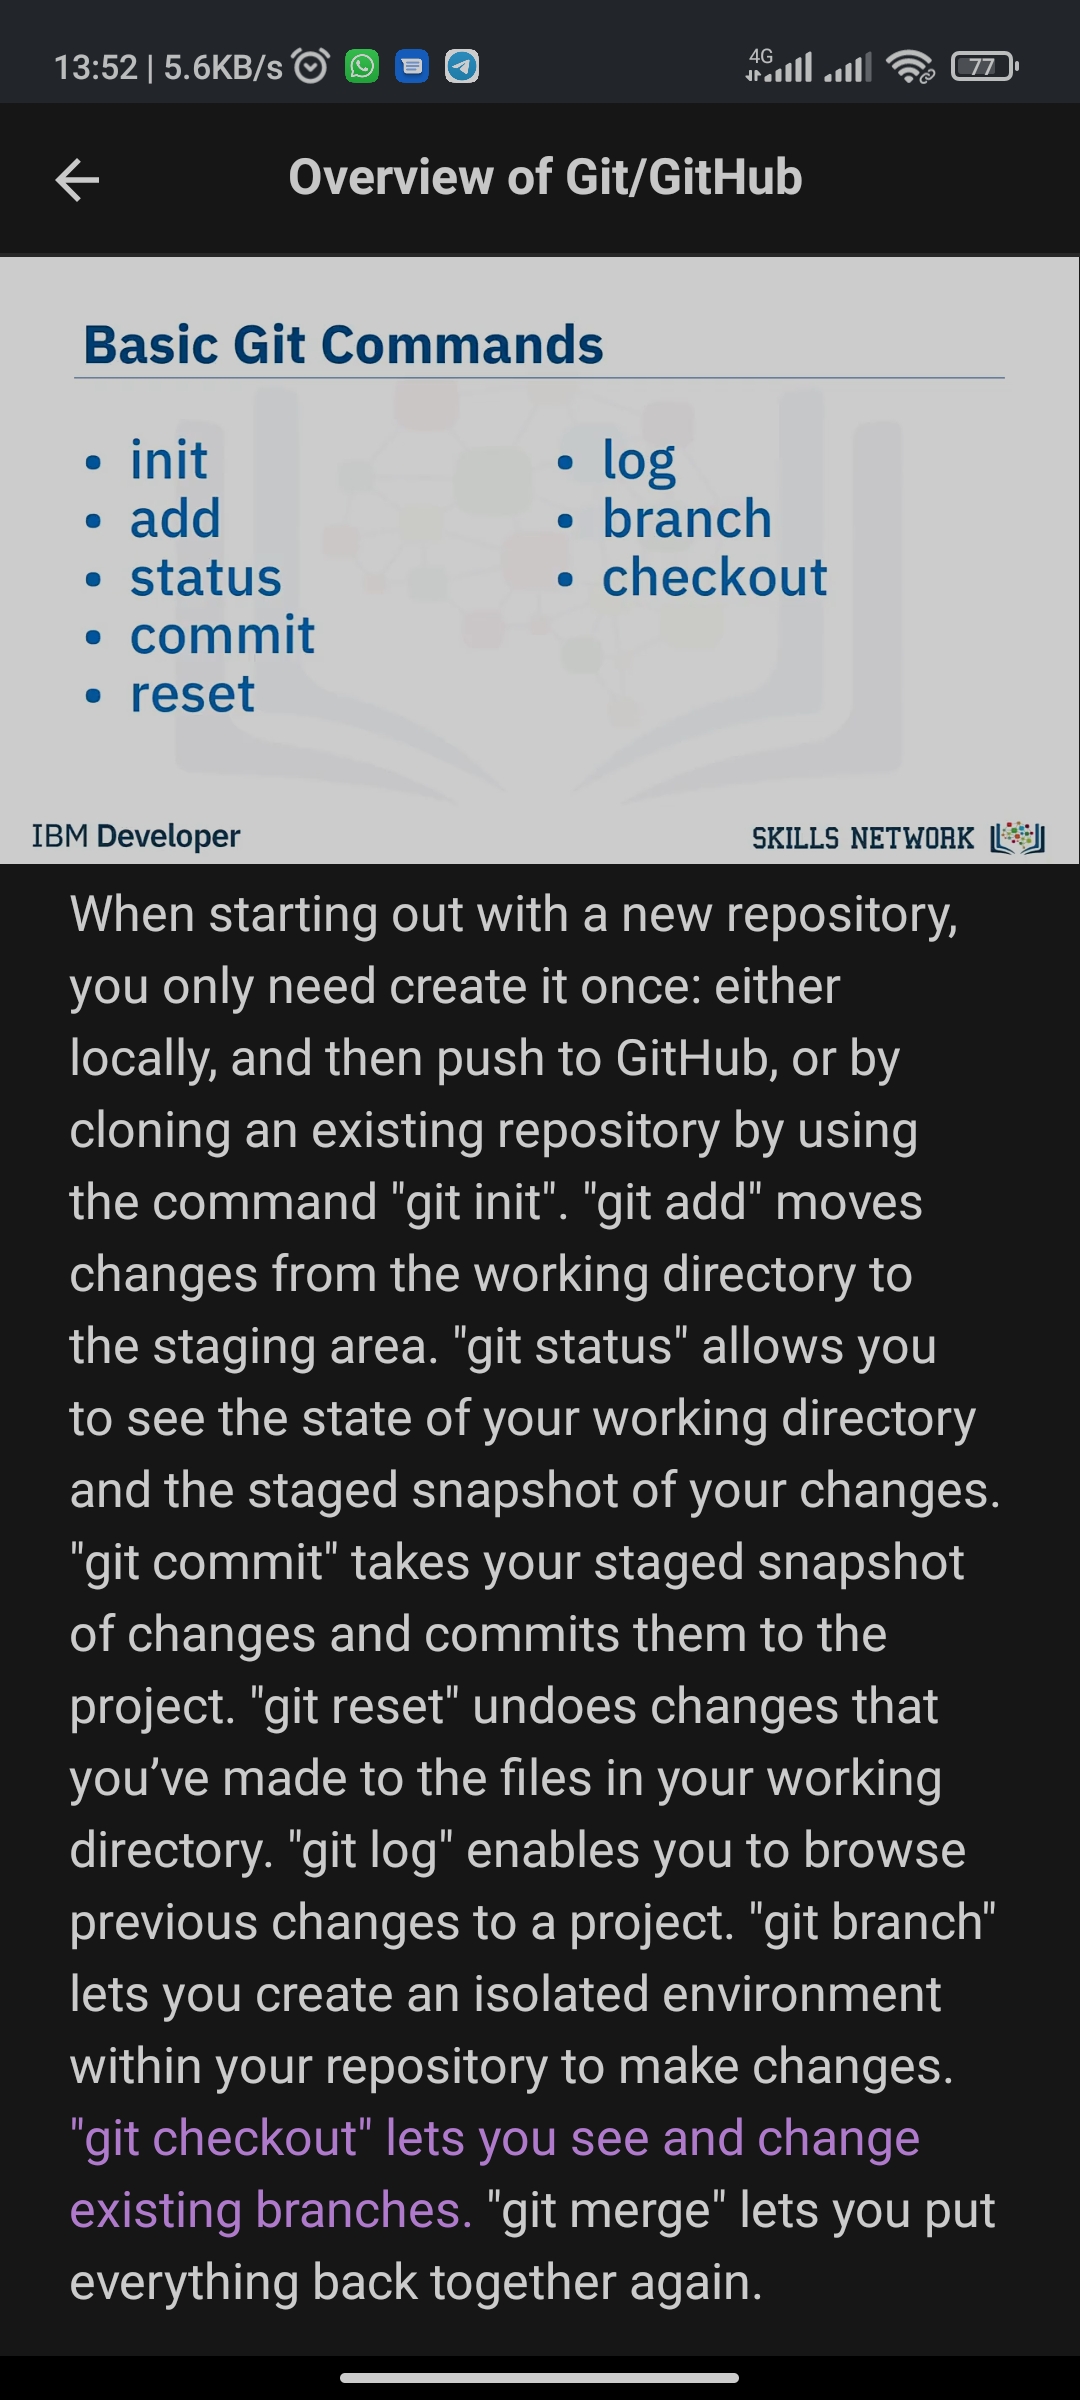 13:52 | 5.6KB/s
4G
77
Overview of Git/GitHub
Basic Git Commands
• init
• add
• status
• commit
• reset
• log
• branch
• checkout
IBM Developer
SKILLS NETWORK
When starting out with a new repository,
you only need create it once: either
locally, and then push to GitHub, or by
cloning an existing repository by using
the command "git init". "git add" moves
changes from the working directory to
the staging area. "git status" allows you
to see the state of your working directory
and the staged snapshot of your changes.
"git commit" takes your staged snapshot
of changes and commits them to the
project. "git reset" undoes changes that
you’ve made to the files in your working
directory. "git log" enables you to browse
previous changes to a project. "git branch"
lets you create an isolated environment
within your repository to make changes.
"git checkout" lets you see and change
existing branches. "git merge" lets you put
everything back together again.